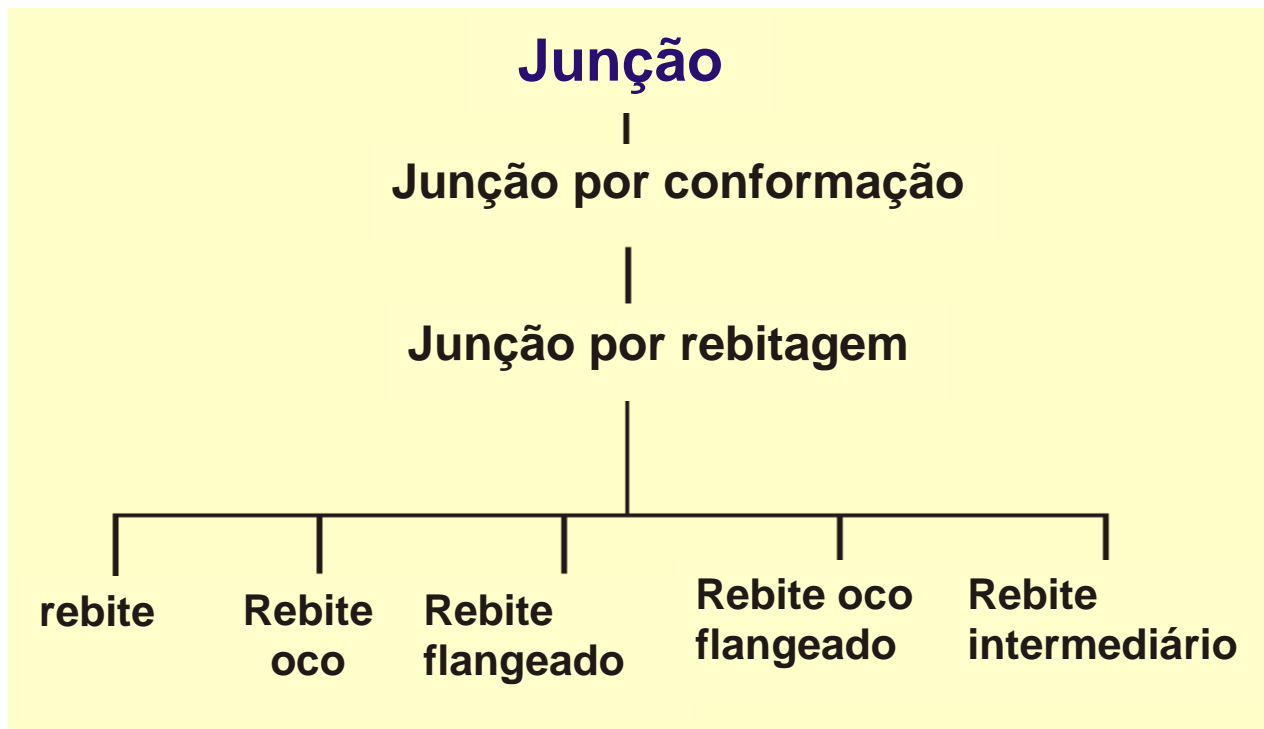 Junção
Junção por conformação
Junção por rebitagem
rebite
Rebite
oco
Rebite
flangeado
Rebite oco
flangeado
Rebite
intermediário